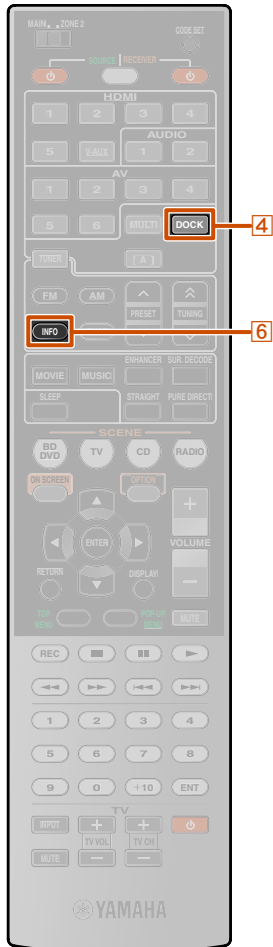 MAIN ZONE 2 CODE SET
SOURCE RECEIVER
HDMI
1 2 3 4
AUDIO
5 V-AUX 1 2
AV
1 2 3 4
5 6 MULTI DOCK 4
TUNER [ A ]
FM AM PRESET TUNING
INFO 6
ENHANCER SUR. DECODE
MOVIE MUSIC
SLEEP STRAIGHT PURE DIRECT
SCENE
BD DVD TV CD RADIO
ON SCREEN OPTION
ENTER VOLUME
RETURN DISPLAY
TOP MENU POP-UP MENU MUTE
REC
1 2 3 4
5 6 7 8
9 0 +10 ENT
TV
INPUT TV VOL TV CH
MUTE
YAMAHA